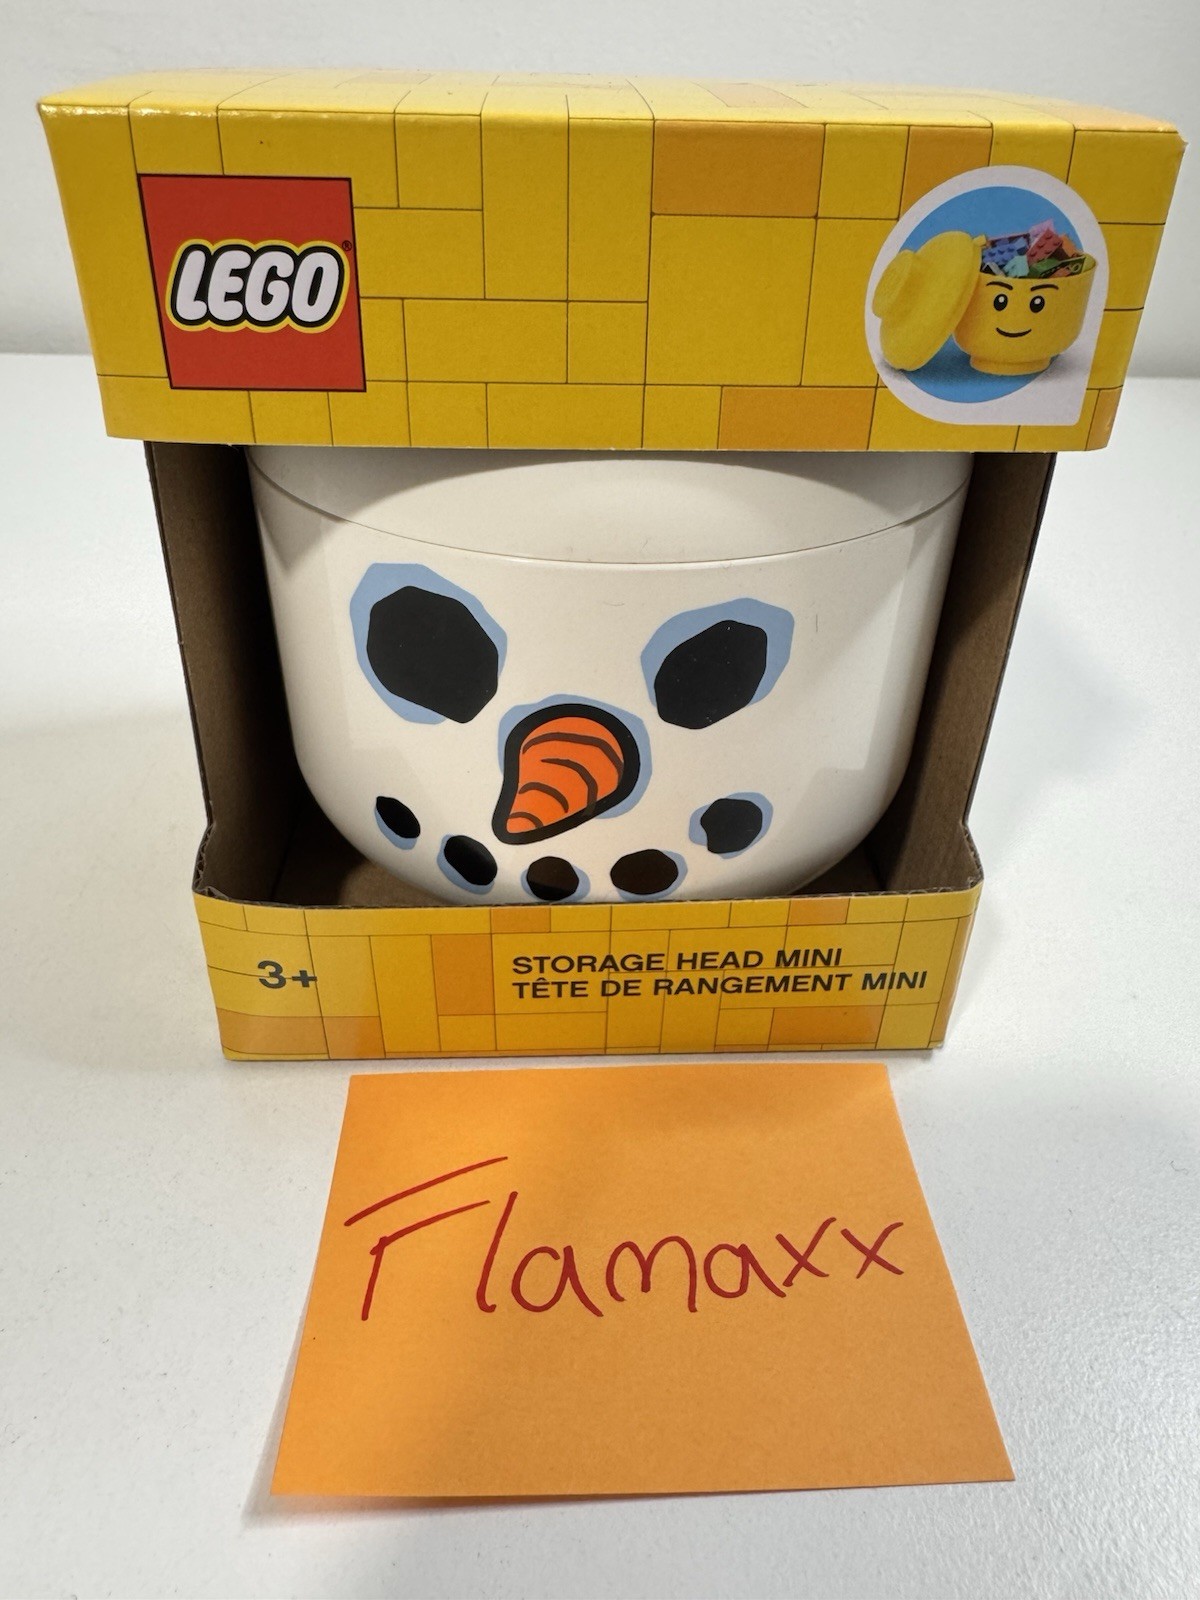 LEGO®
3+
STORAGE HEAD MINI
TÊTE DE RANGEMENT MINI
Flamaxx